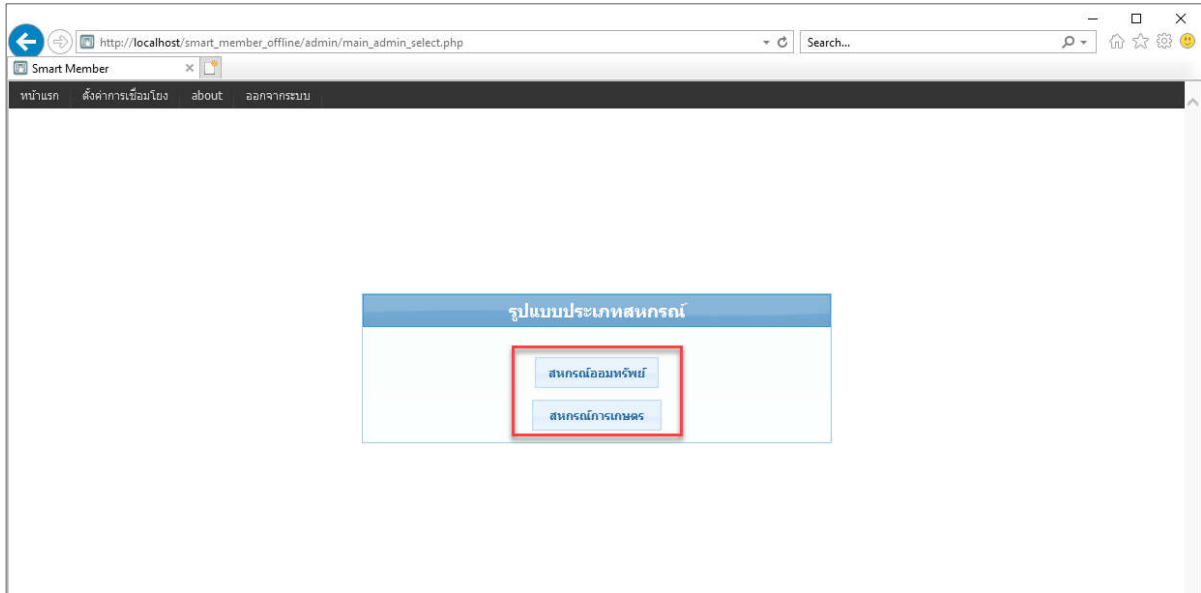 http://localhost/smart_member_offline/admin/main_admin_select.php
Search...
Smart Member
หน้าแรก ตั้งค่าการเชื่อมโยง about ออกจากระบบ
รูปแบบประเภทสหกรณ์
สหกรณ์ออมทรัพย์
สหกรณ์การเกษตร